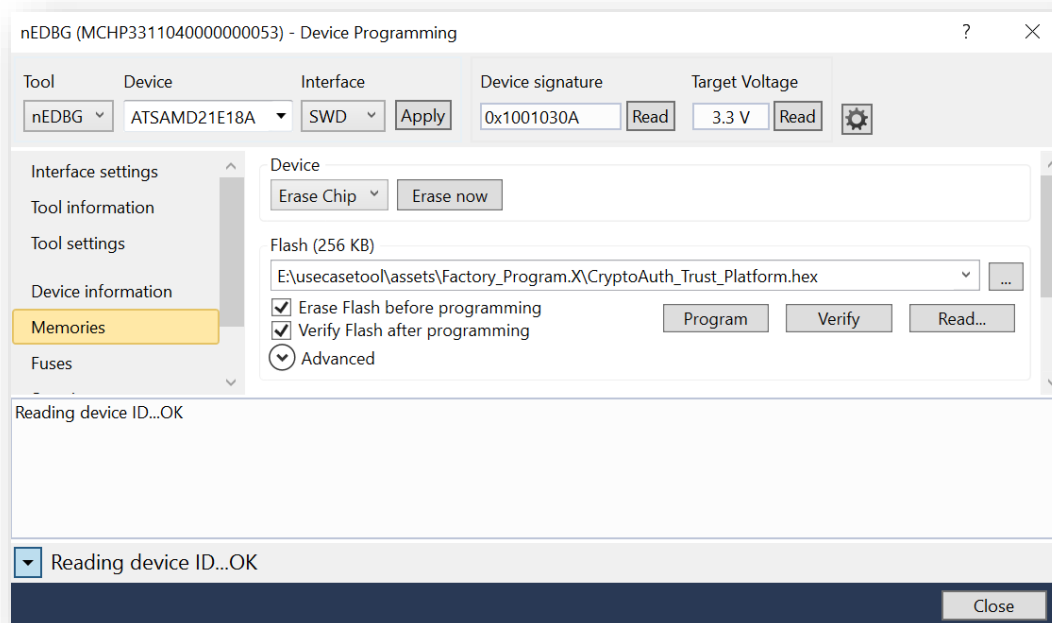 nEDBG (MCHP3311040000000053) - Device Programming ?
Tool Device Interface Device signature Target Voltage
nEDBG ATSAMD21E18A SWD Apply 0x1001030A Read 3.3 V Read
Interface settings
Tool information
Tool settings
Device information
Memories
Fuses
Device
Erase Chip Erase now
Flash (256 KB)
E:\usecasetool\assets\Factory_Program.X\CryptoAuth_Trust_Platform.hex ...
Erase Flash before programming
Verify Flash after programming
Program Verify Read...
Advanced
Reading device ID...OK
Reading device ID...OK
Close